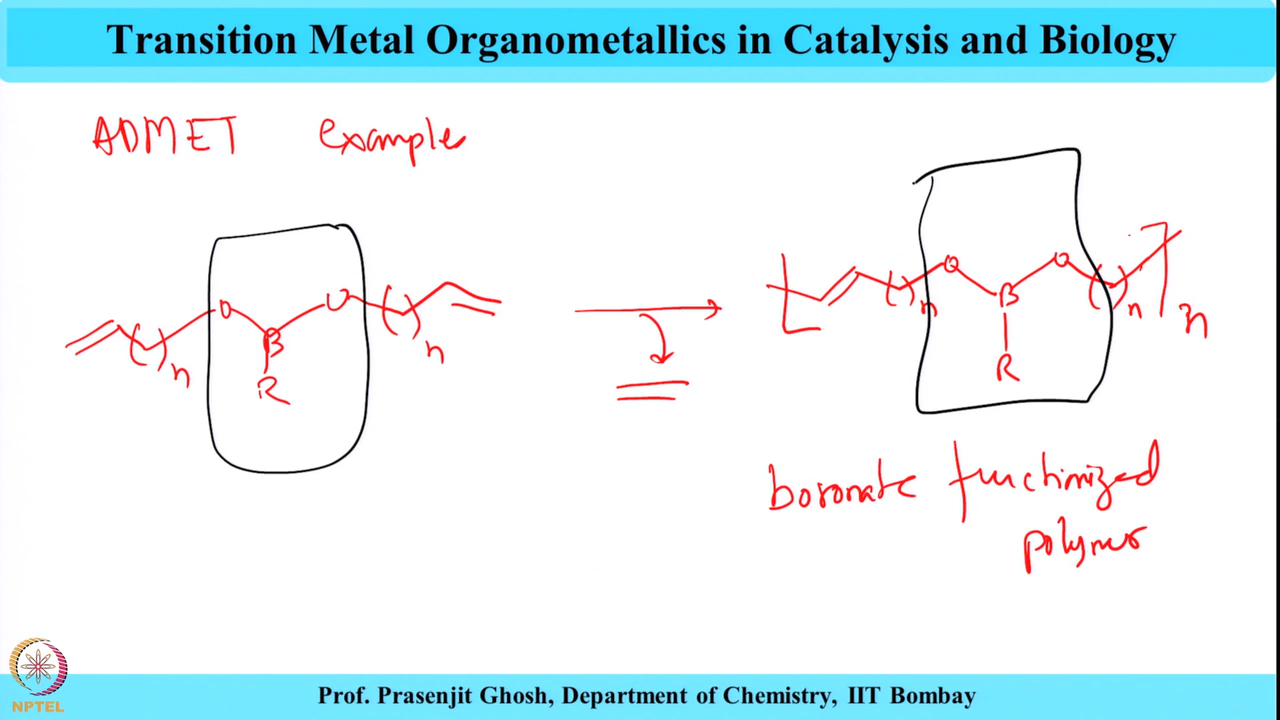 Transition Metal Organometallics in Catalysis and Biology
ADMET example
O O
B
R
n n
O O
B
R
n n
n
boronate functionized
polymer
Prof. Prasenjit Ghosh, Department of Chemistry, IIT Bombay
NPTEL